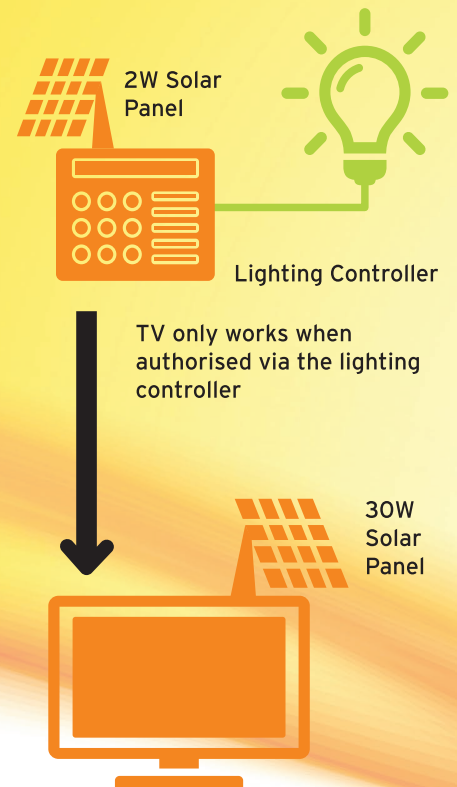 2W Solar
Panel
Lighting Controller
TV only works when
authorised via the lighting
controller
30W
Solar
Panel